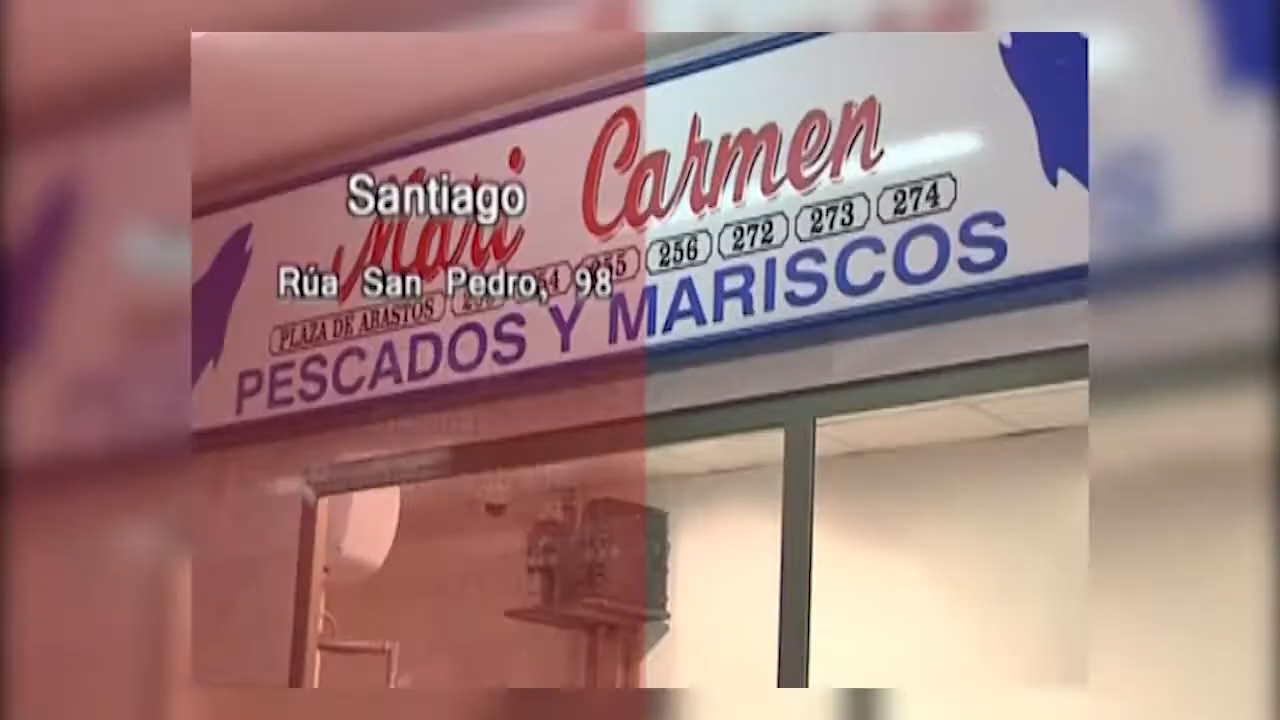 Mari Carmen
Santiago
Rúa San Pedro, 98
PLAZA DE ABASTOS 256 272 273 274
PESCADOS Y MARISCOS